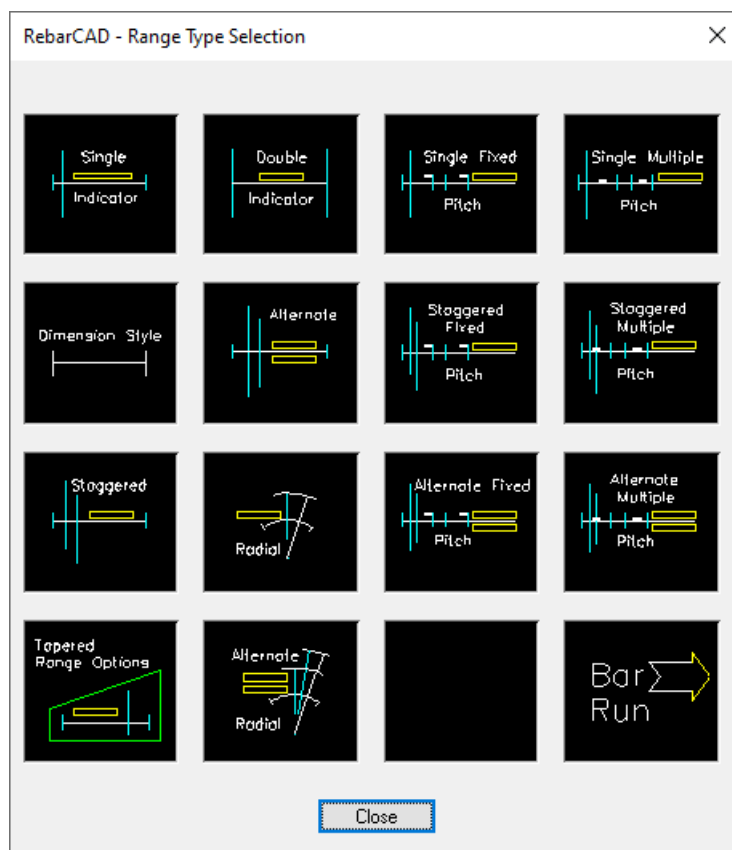 RebarCAD - Range Type Selection
Single
Indicator
Double
Indicator
Single Fixed
Pitch
Single Multiple
Pitch
Dimension Style
Alternate
Staggered
Fixed
Pitch
Staggered
Multiple
Pitch
Staggered
Radial
Alternate Fixed
Pitch
Alternate
Multiple
Pitch
Tapered
Range Options
Alternate
Radial
Bar
Run
Close